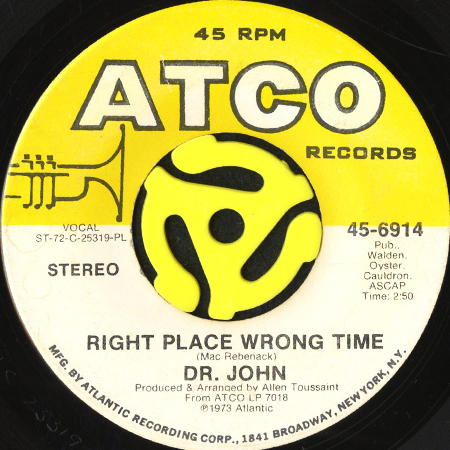 45 RPM
ATCO
RECORDS
VOCAL
ST-72-C-25319-PL
STEREO
45-6914
Pub.,
Walden,
Oyster,
Cauldron,
ASCAP
Time: 2:50
RIGHT PLACE WRONG TIME
(Mac Rebenack)
DR. JOHN
Produced & Arranged by Allen Toussaint
From ATCO LP 7018
℗1973 Atlantic
MFG. BY ATLANTIC RECORDING CORP., 1841 BROADWAY, NEW YORK, N.Y.